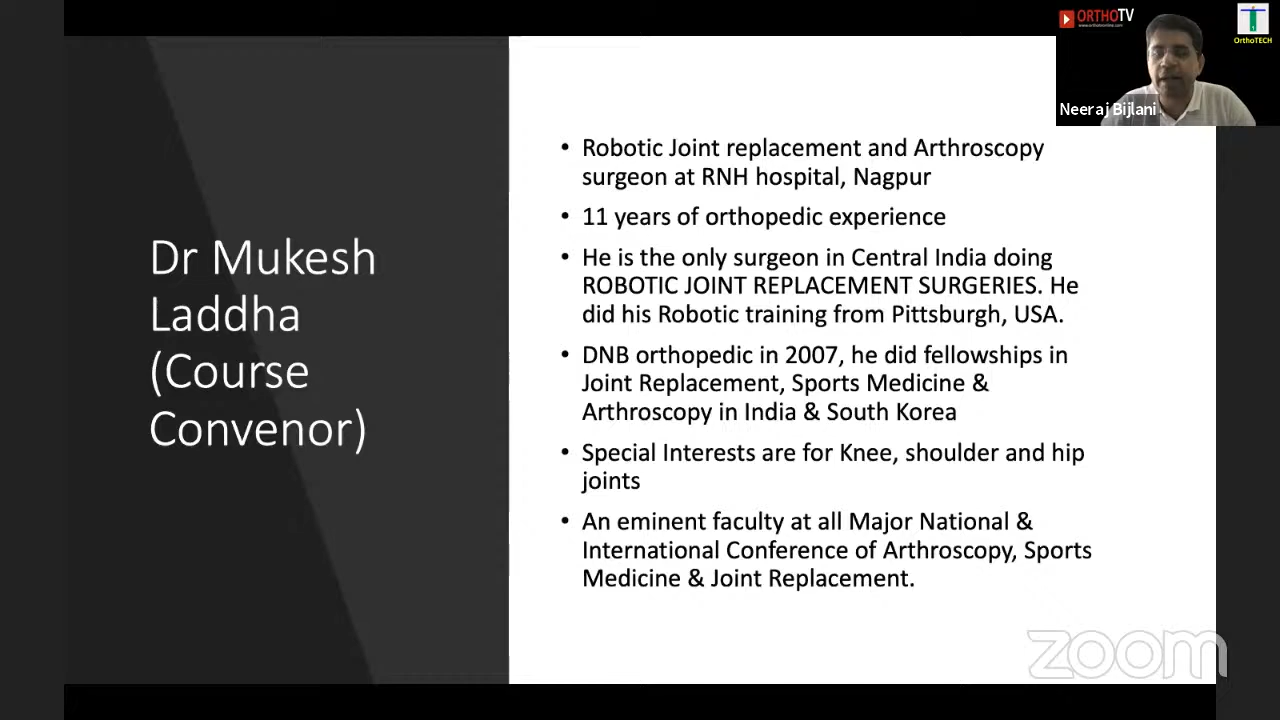 ORTHOTV
www.orthotvonline.com
OrthoTECH
Neeraj Bijlani
Dr Mukesh
Laddha
(Course
Convenor)
• Robotic Joint replacement and Arthroscopy
surgeon at RNH hospital, Nagpur
• 11 years of orthopedic experience
• He is the only surgeon in Central India doing
ROBOTIC JOINT REPLACEMENT SURGERIES. He
did his Robotic training from Pittsburgh, USA.
• DNB orthopedic in 2007, he did fellowships in
Joint Replacement, Sports Medicine &
Arthroscopy in India & South Korea
• Special Interests are for Knee, shoulder and hip
joints
• An eminent faculty at all Major National &
International Conference of Arthroscopy, Sports
Medicine & Joint Replacement.
zoom